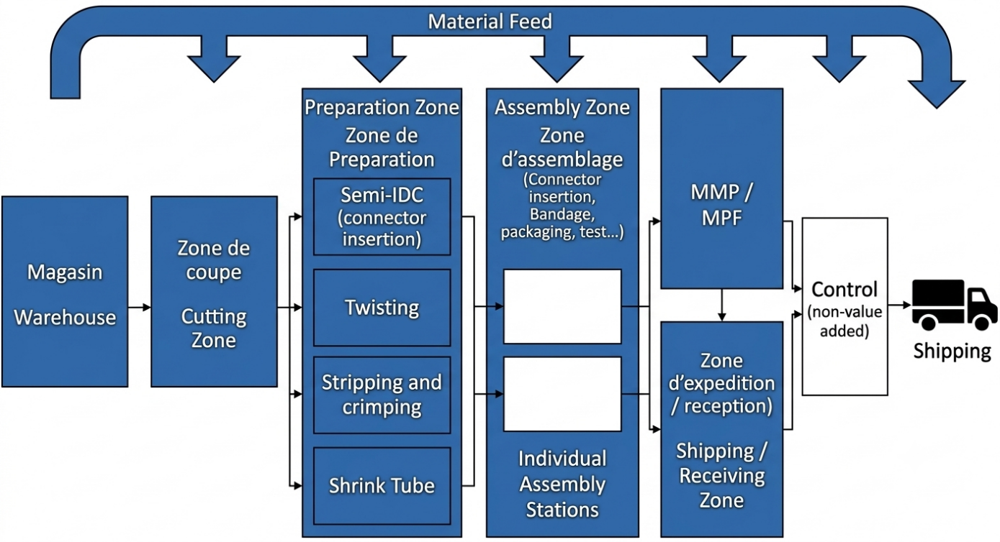 Material Feed
Magasin
Warehouse
Zone de
coupe
Cutting
Zone
Preparation Zone
Zone de
Preparation
Semi-IDC
(connector
insertion)
Twisting
Stripping and
crimping
Shrink Tube
Assembly Zone
Zone
d’assemblage
(Connector
insertion,
Bandage,
packaging, test...)
Individual
Assembly
Stations
MMP /
MPF
Zone
d’expedition
/ reception)
Shipping /
Receiving
Zone
Control
(non-value
added)
Shipping